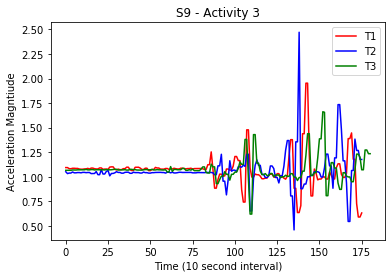 S9 - Activity 3
Acceleration Magntiude
2.50
2.25
2.00
1.75
1.50
1.25
1.00
0.75
0.50
T1
T2
T3
0 25 50 75 100 125 150 175
Time (10 second interval)